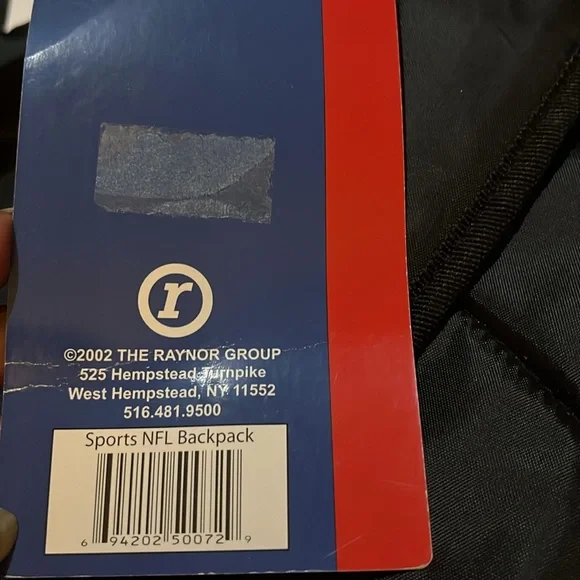 r
©2002 THE RAYNOR GROUP
525 Hempstead Turnpike
West Hempstead, NY 11552
516.481.9500
Sports NFL Backpack
6 94202 50072 9